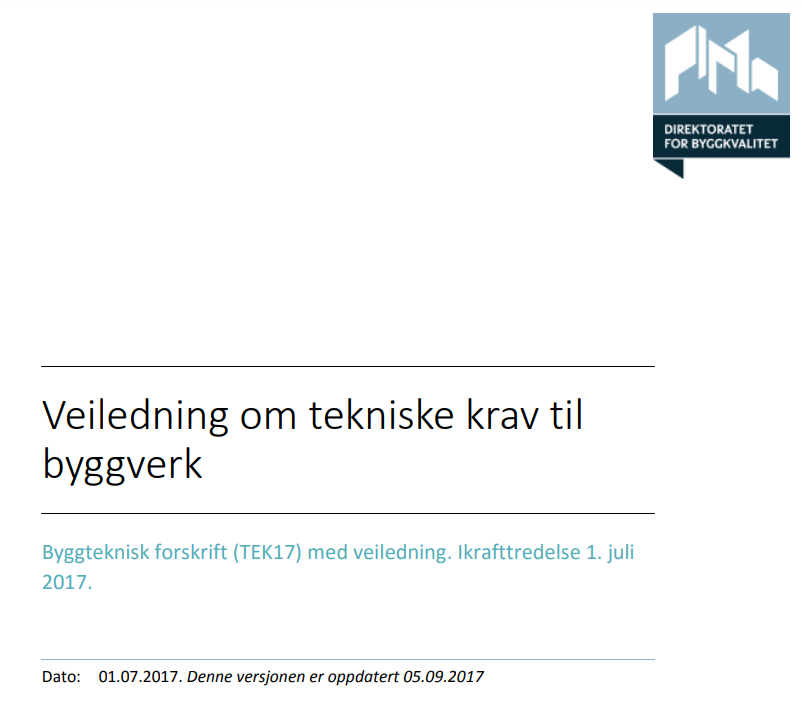 DIREKTORATET
FOR BYGGKVALITET
Veiledning om tekniske krav til
byggverk
Byggteknisk forskrift (TEK17) med veiledning. Ikrafttredelse 1. juli
2017.
Dato: 01.07.2017. Denne versjonen er oppdatert 05.09.2017